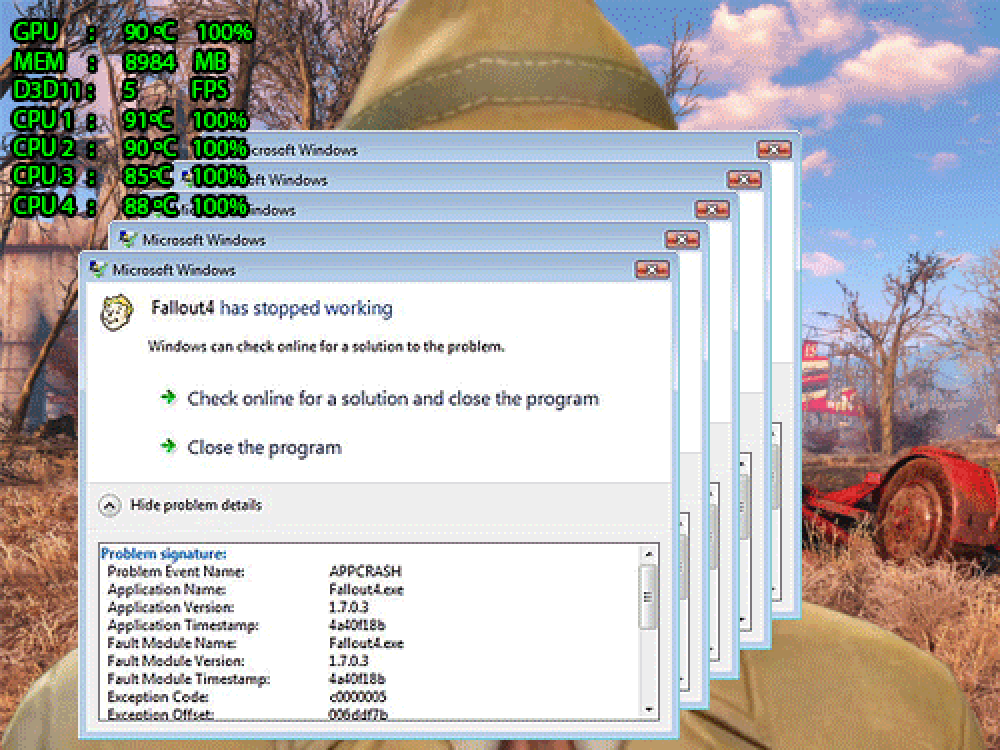 GPU : 90 ºC 100%
MEM : 8984 MB
D3D11 : 5 FPS
CPU 1 : 91ºC 100%
CPU 2 : 90 ºC 100%
CPU 3 : 85ºC 100%
CPU 4 : 88 ºC 100%
crosoft Windows
oft Windows
Windows
Microsoft Windows
Microsoft Windows
Fallout4 has stopped working
Windows can check online for a solution to the problem.
Check online for a solution and close the program
Close the program
Hide problem details
Problem signature:
Problem Event Name: APPCRASH
Application Name: Fallout4.exe
Application Version: 1.7.0.3
Application Timestamp: 4a40f18b
Fault Module Name: Fallout4.exe
Fault Module Version: 1.7.0.3
Fault Module Timestamp: 4a40f18b
Exception Code: c0000005
Exception Offset: 006ddf7b